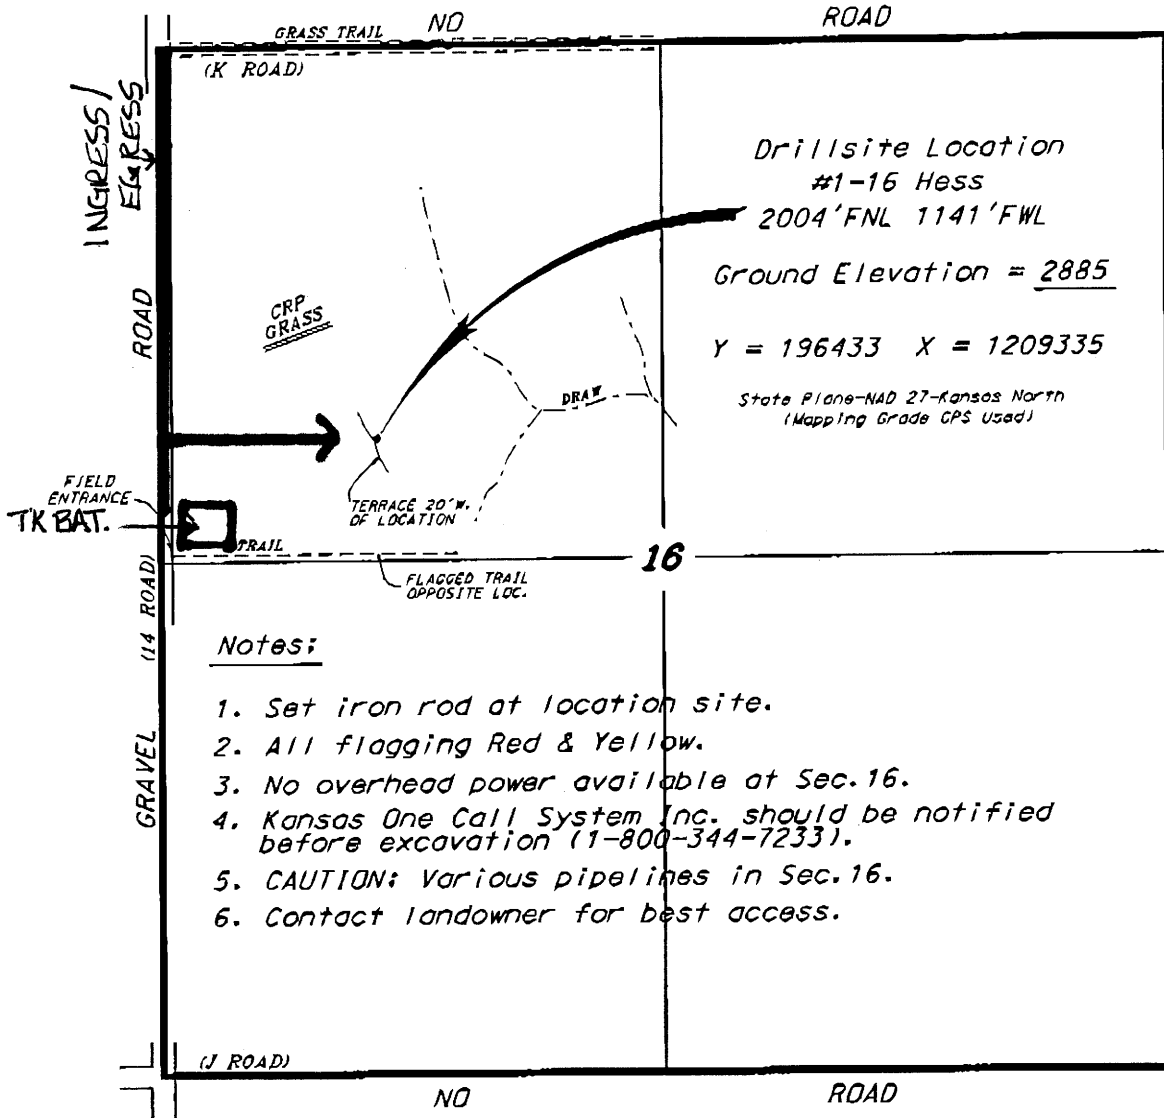 NO ROAD
GRASS TRAIL
(K ROAD)
INGRESS/
EGRESS
Drillsite Location
#1-16 Hess
2004'FNL 1141'FWL
Ground Elevation = 2885
Y = 196433 X = 1209335
State Plane-NAD 27-Kansas North
(Mapping Grade GPS Used)
ROAD
CRP
GRASS
DRAW
FIELD
ENTRANCE
TK BAT.
TERRACE 20'W.
OF LOCATION
TRAIL
16
FLAGGED TRAIL
OPPOSITE LOC.
(14 ROAD)
GRAVEL
Notes:
1. Set iron rod at location site.
2. All flagging Red & Yellow.
3. No overhead power available at Sec.16.
4. Kansas One Call System Inc. should be notified
before excavation (1-800-344-7233).
5. CAUTION: Various pipelines in Sec.16.
6. Contact landowner for best access.
(J ROAD)
NO ROAD